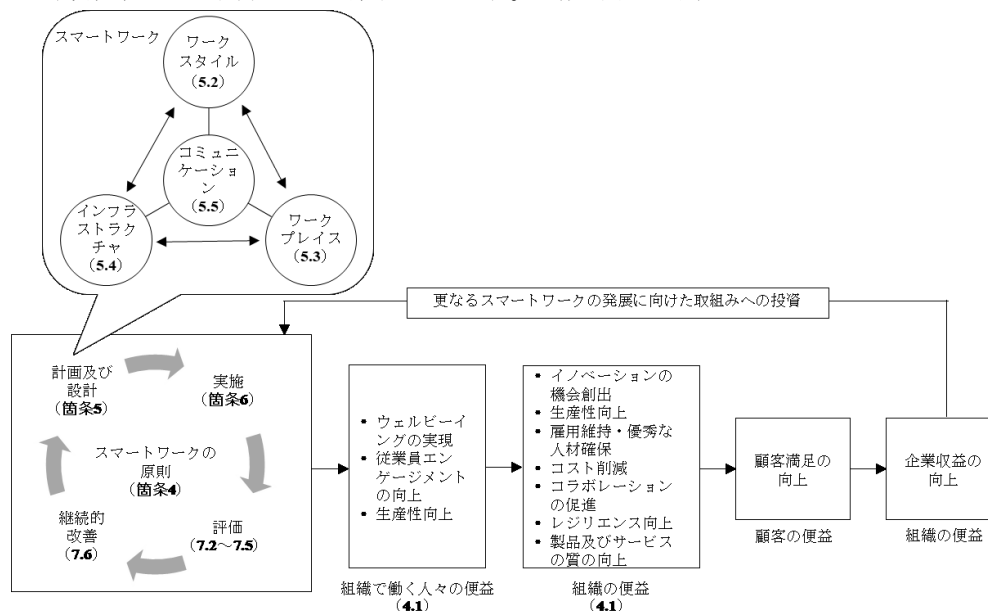 スマートワーク
ワーク
スタイル
(5.2)
コミュニ
ケーショ
ン
(5.5)
インフラ
ストラク
チャ
(5.4)
ワーク
プレイス
(5.3)
更なるスマートワークの発展に向けた取組みへの投資
計画及び
設計
(箇条5)
実施
(箇条6)
スマートワークの
原則
(箇条4)
継続的
改善
(7.6)
評価
(7.2～7.5)
• ウェルビーイ
ングの実現
• 従業員エン
ゲージメント
の向上
• 生産性向上
組織で働く人々の便益
(4.1)
• イノベーションの
機会創出
• 生産性向上
• 雇用維持・優秀な
人材確保
• コスト削減
• コラボレーション
の促進
• レジリエンス向上
• 製品及びサービス
の質の向上
組織の便益
(4.1)
顧客満足の
向上
顧客の便益
企業収益の
向上
組織の便益